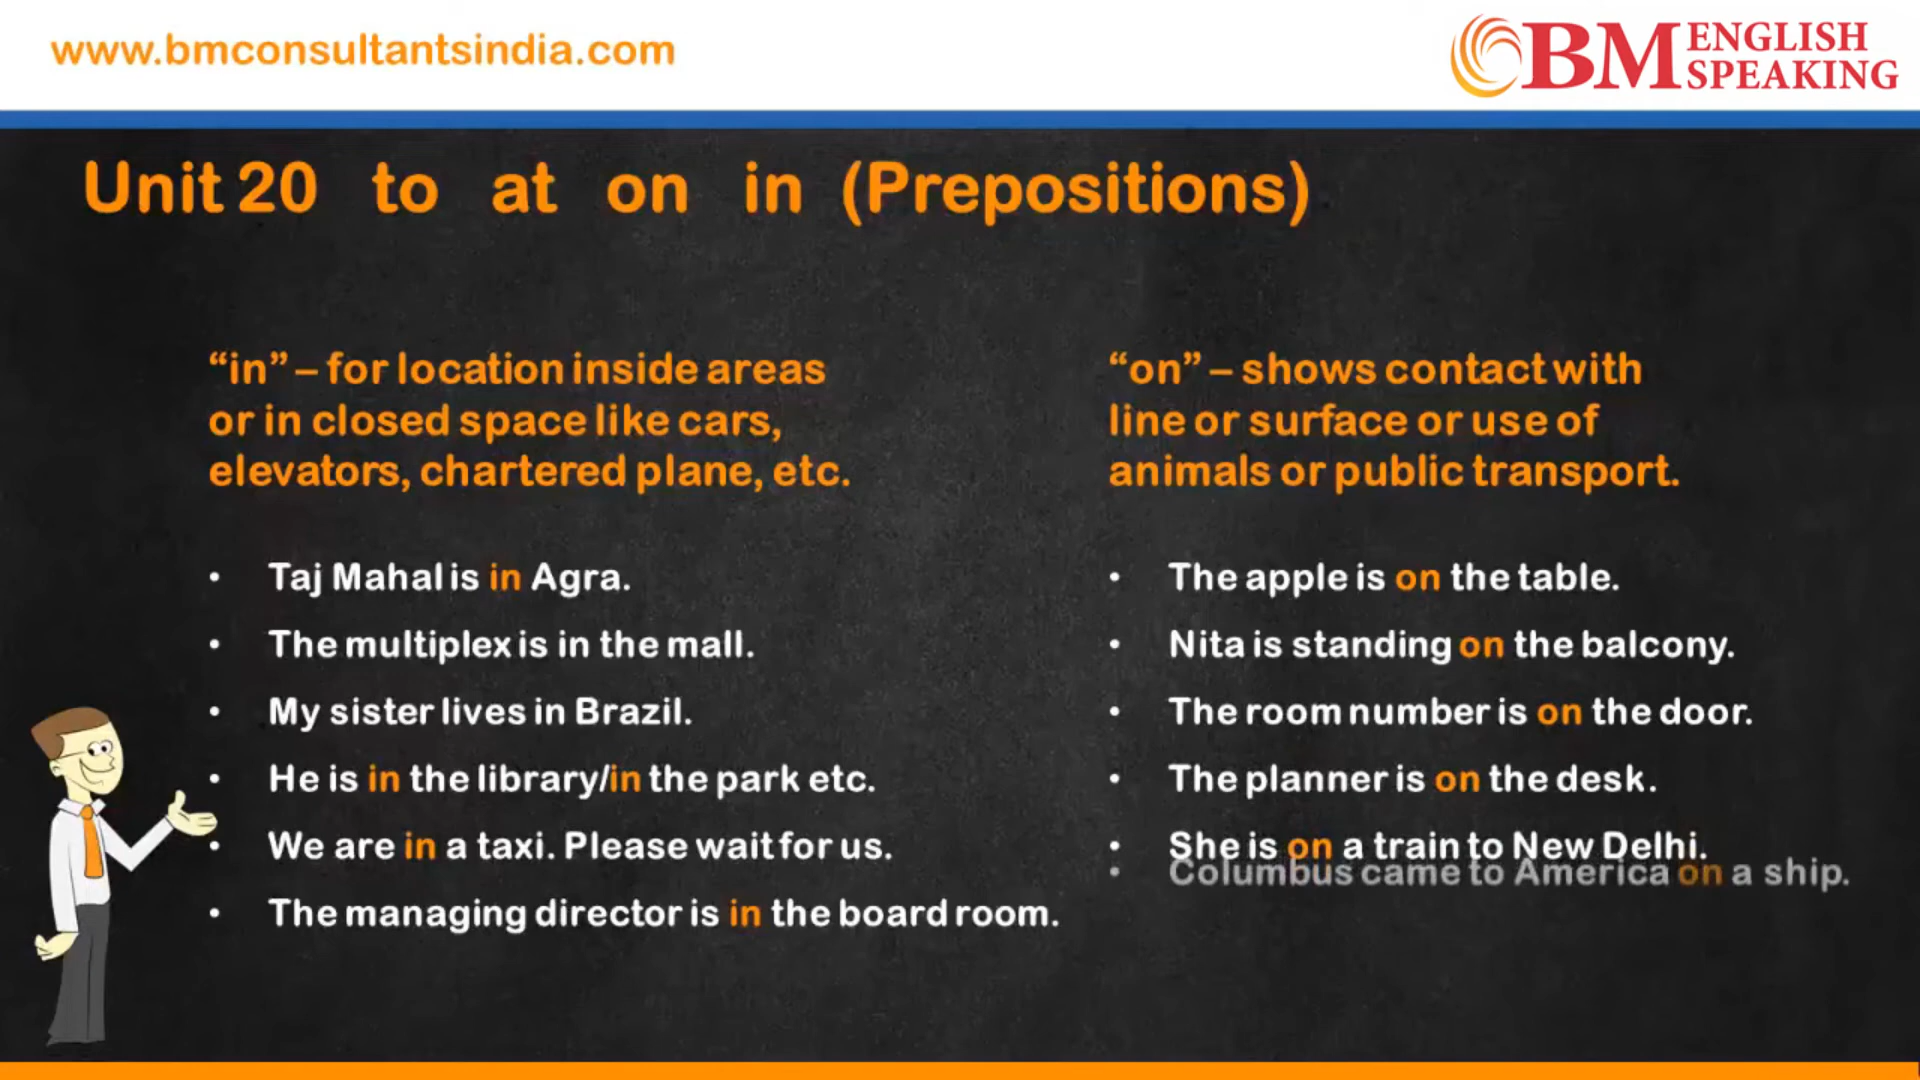 www.bmconsultantsindia.com
BM ENGLISH SPEAKING
Unit 20 to at on in (Prepositions)
“in” – for location inside areas
or in closed space like cars,
elevators, chartered plane, etc.
• Taj Mahal is in Agra.
• The multiplex is in the mall.
• My sister lives in Brazil.
• He is in the library/in the park etc.
• We are in a taxi. Please wait for us.
• The managing director is in the board room.
“on” – shows contact with
line or surface or use of
animals or public transport.
• The apple is on the table.
• Nita is standing on the balcony.
• The room number is on the door.
• The planner is on the desk.
• She is on a train to New Delhi.
• Columbus came to America on a ship.